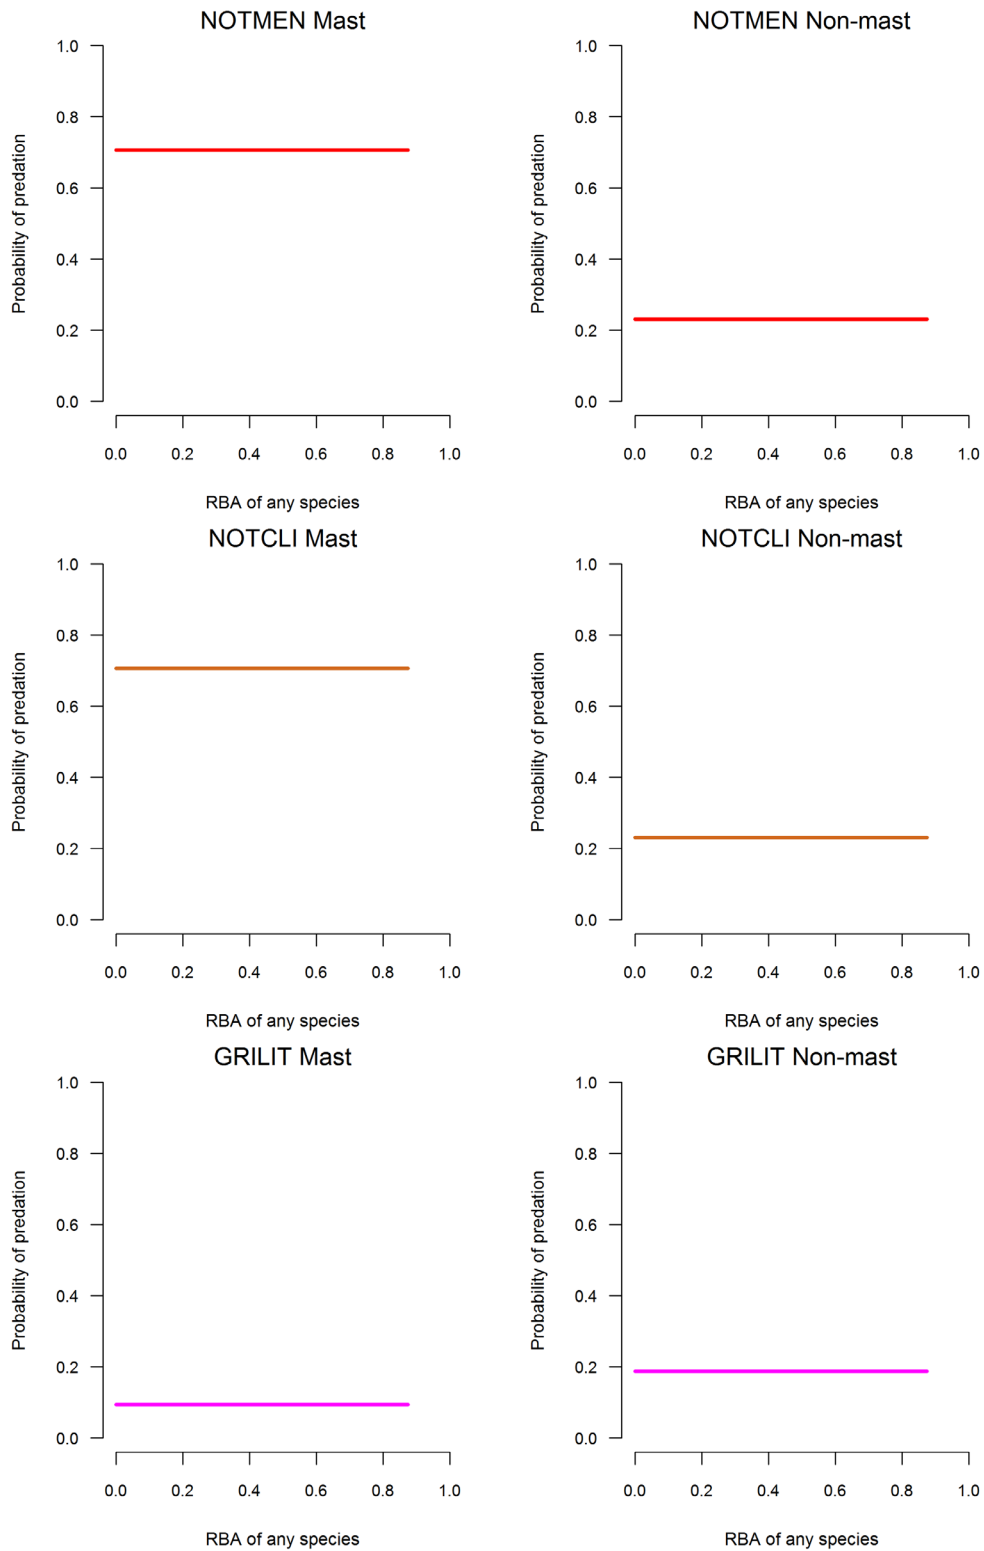 NOTMEN Mast
1.0
0.8
0.6
0.4
0.2
0.0
Probability of predation
0.0 0.2 0.4 0.6 0.8 1.0
RBA of any species
NOTMEN Non-mast
1.0
0.8
0.6
0.4
0.2
0.0
Probability of predation
0.0 0.2 0.4 0.6 0.8 1.0
RBA of any species
NOTCLI Mast
1.0
0.8
0.6
0.4
0.2
0.0
Probability of predation
0.0 0.2 0.4 0.6 0.8 1.0
RBA of any species
NOTCLI Non-mast
1.0
0.8
0.6
0.4
0.2
0.0
Probability of predation
0.0 0.2 0.4 0.6 0.8 1.0
RBA of any species
GRILIT Mast
1.0
0.8
0.6
0.4
0.2
0.0
Probability of predation
0.0 0.2 0.4 0.6 0.8 1.0
RBA of any species
GRILIT Non-mast
1.0
0.8
0.6
0.4
0.2
0.0
Probability of predation
0.0 0.2 0.4 0.6 0.8 1.0
RBA of any species